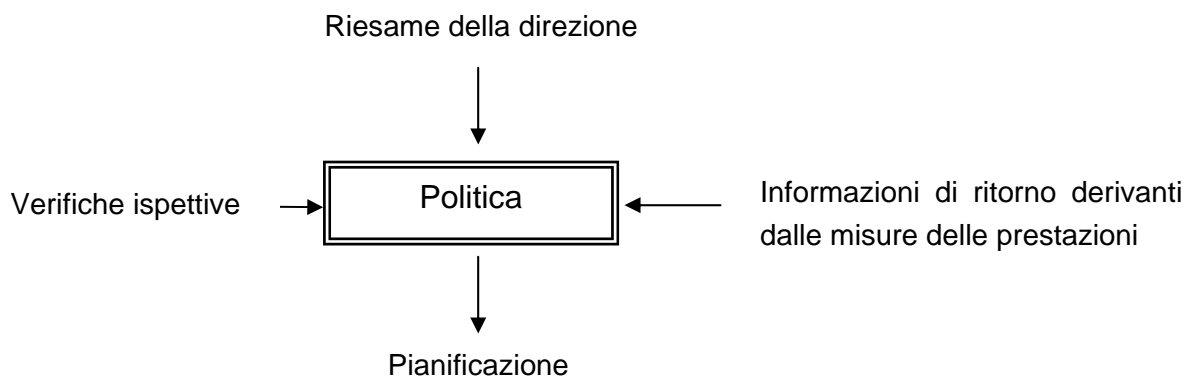 Riesame della direzione
Verifiche ispettive
Politica
Informazioni di ritorno derivanti
dalle misure delle prestazioni
Pianificazione